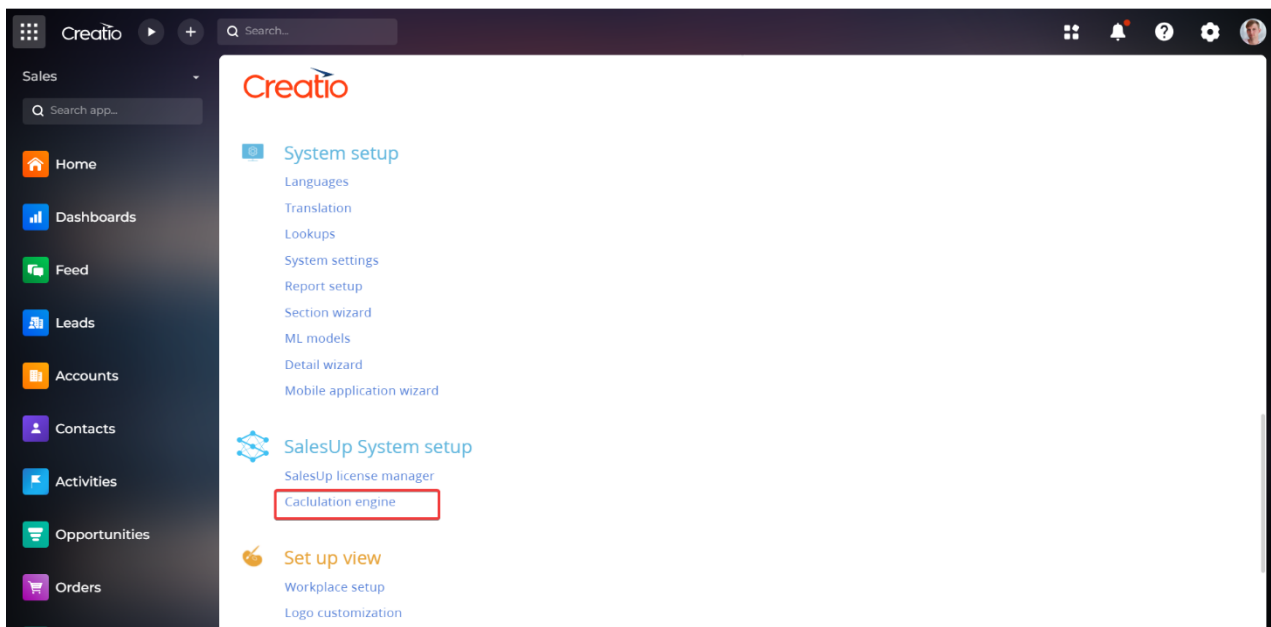 Creatio
Search...
Sales
Search app...
Home
Dashboards
Feed
Leads
Accounts
Contacts
Activities
Opportunities
Orders
Creatio
System setup
Languages
Translation
Lookups
System settings
Report setup
Section wizard
ML models
Detail wizard
Mobile application wizard
SalesUp System setup
SalesUp license manager
Caclulation engine
Set up view
Workplace setup
Logo customization